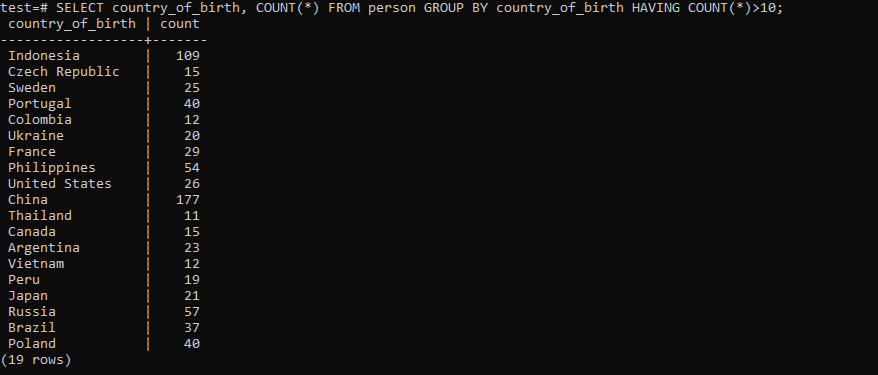 test=# SELECT country_of_birth, COUNT(*) FROM person GROUP BY country_of_birth HAVING COUNT(*)>10;
 country_of_birth | count
------------------+-------
 Indonesia        |   109
 Czech Republic   |    15
 Sweden           |    25
 Portugal         |    40
 Colombia         |    12
 Ukraine          |    20
 France           |    29
 Philippines      |    54
 United States    |    26
 China            |   177
 Thailand         |    11
 Canada           |    15
 Argentina        |    23
 Vietnam          |    12
 Peru             |    19
 Japan            |    21
 Russia           |    57
 Brazil           |    37
 Poland           |    40
(19 rows)